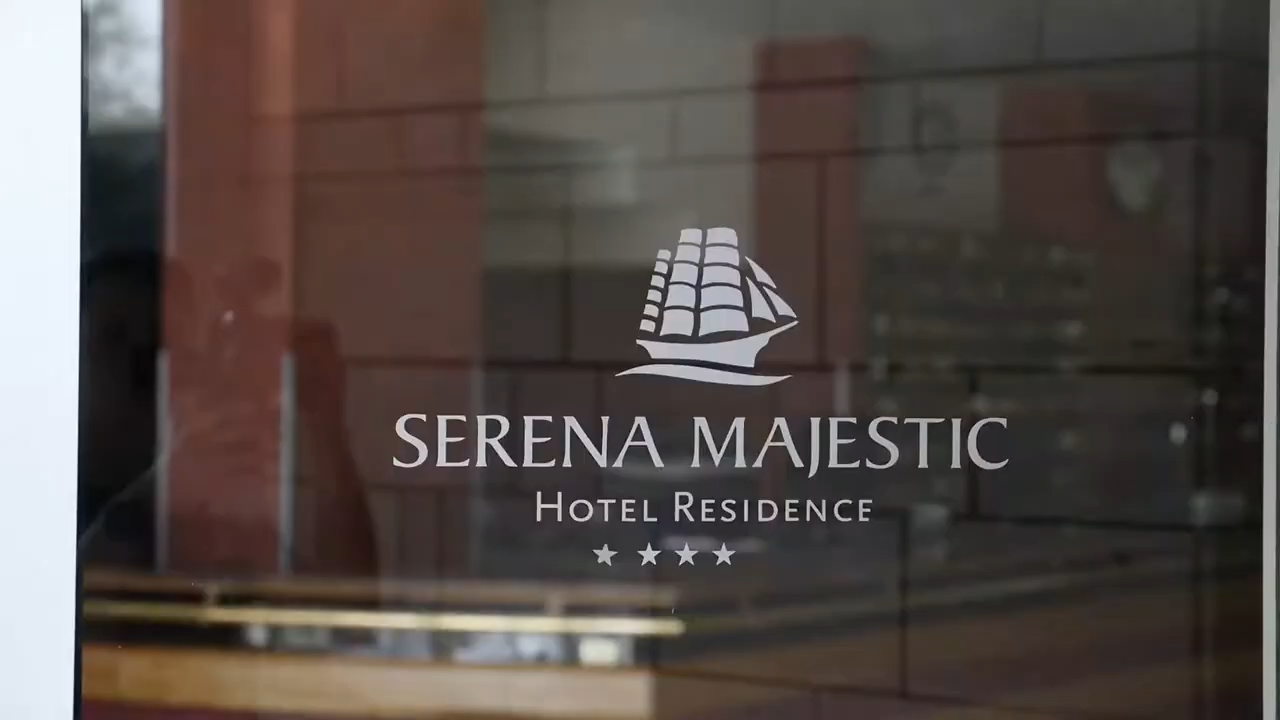 SERENA MAJESTIC
HOTEL RESIDENCE
★ ★ ★ ★